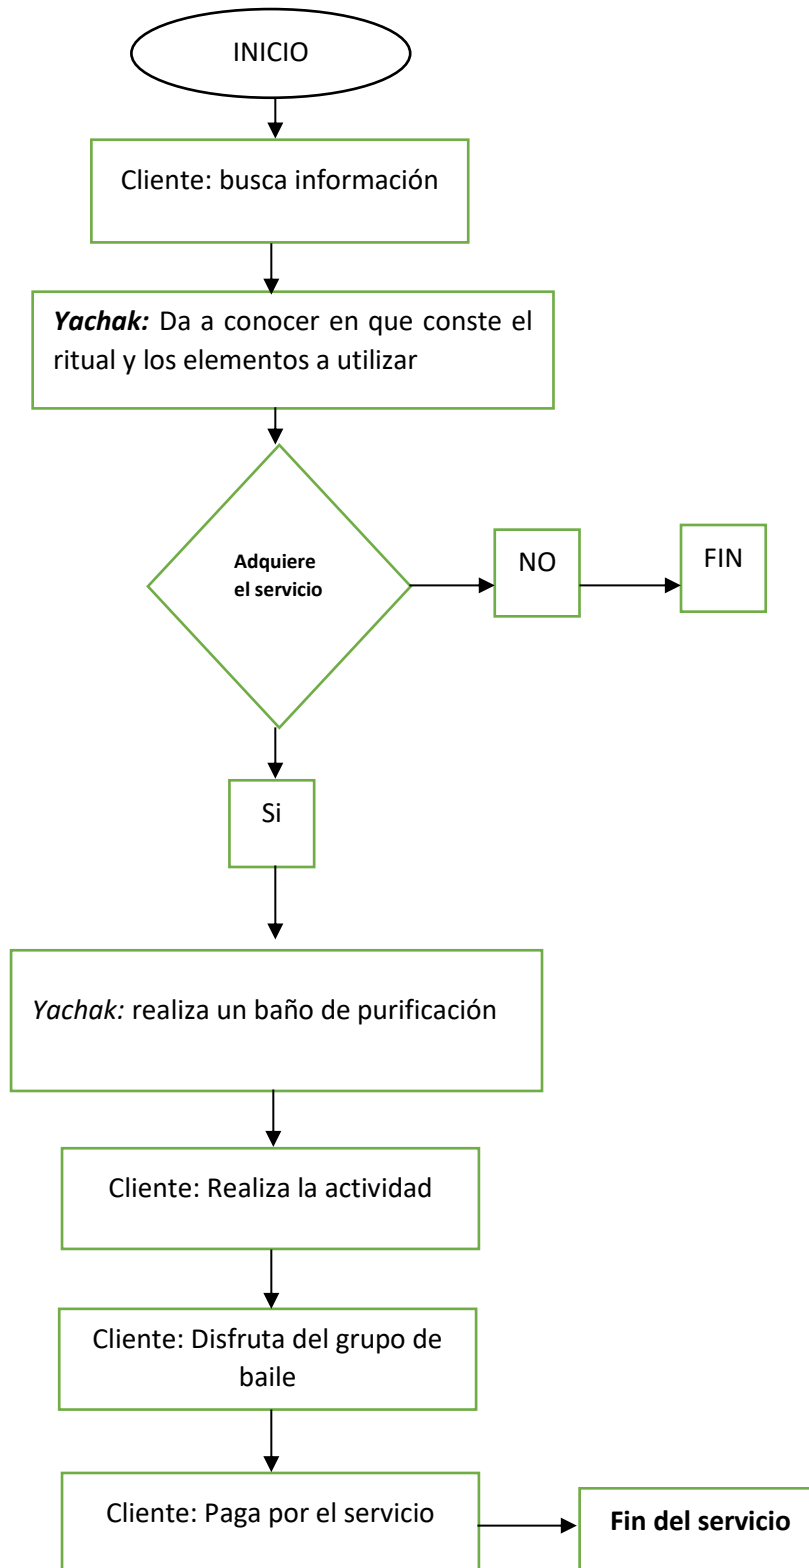 INICIO
Cliente: busca información
Yachak: Da a conocer en que conste el
ritual y los elementos a utilizar
Adquiere
el servicio
NO
FIN
Si
Yachak: realiza un baño de purificación
Cliente: Realiza la actividad
Cliente: Disfruta del grupo de
baile
Cliente: Paga por el servicio
Fin del servicio